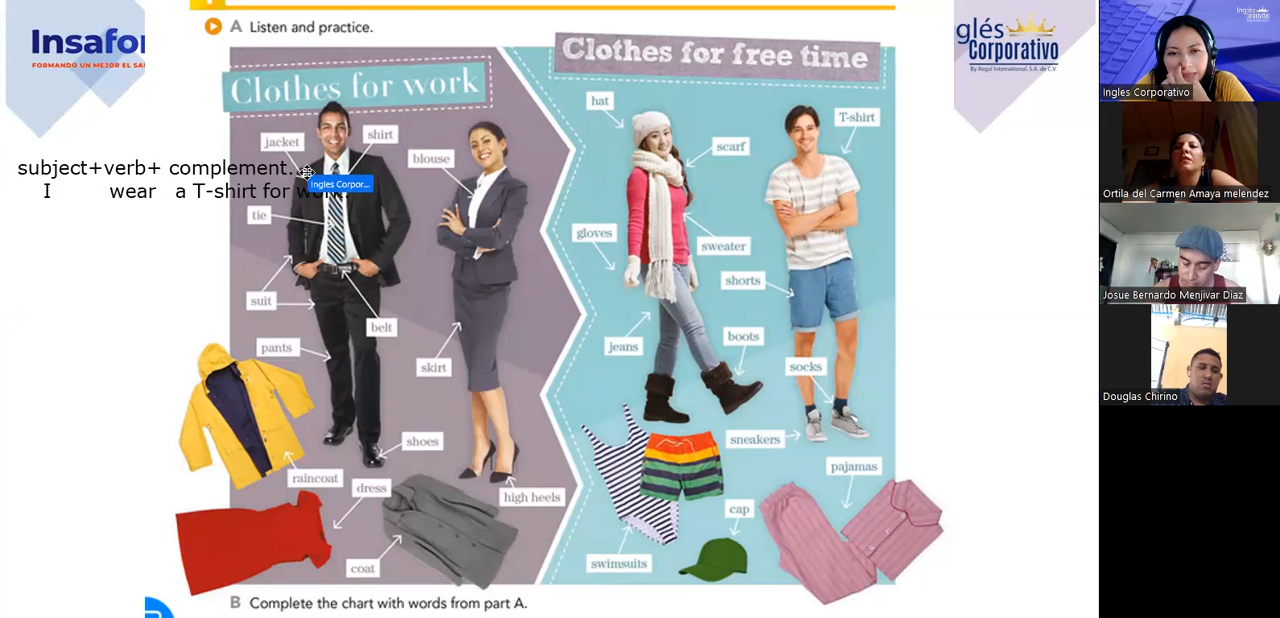 Insafo
FORMANDO UN MEJOR EL SA
A Listen and practice.
glés
Corporativo
By Regal International, S.A. de C.V.
Clothes for work
Clothes for free time
subject+verb+ complement.
I wear a T-shirt for
Ingles Corpor...
jacket
shirt
blouse
tie
suit
belt
pants
skirt
shoes
raincoat
dress
high heels
coat
hat
T-shirt
scarf
gloves
sweater
shorts
jeans
boots
socks
sneakers
pajamas
cap
swimsuits
B Complete the chart with words from part A.
Ingles Corporativo
Ortila del Carmen Amaya melendez
Josue Bernardo Menjivar Diaz
Douglas Chirino